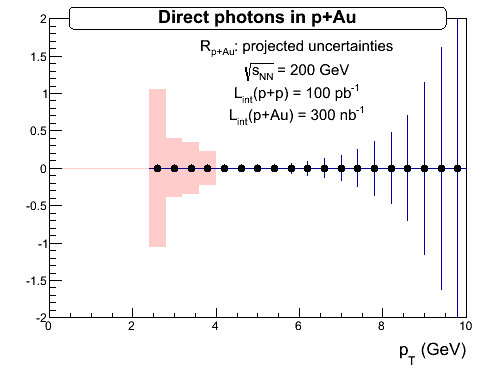 Direct photons in p+Au
R_{p+Au}: projected uncertainties
√s_{NN} = 200 GeV
L_{int}(p+p) = 100 pb^{-1}
L_{int}(p+Au) = 300 nb^{-1}
2
1.5
1
0.5
0
-0.5
-1
-1.5
-2
0 2 4 6 8 10
p_T (GeV)